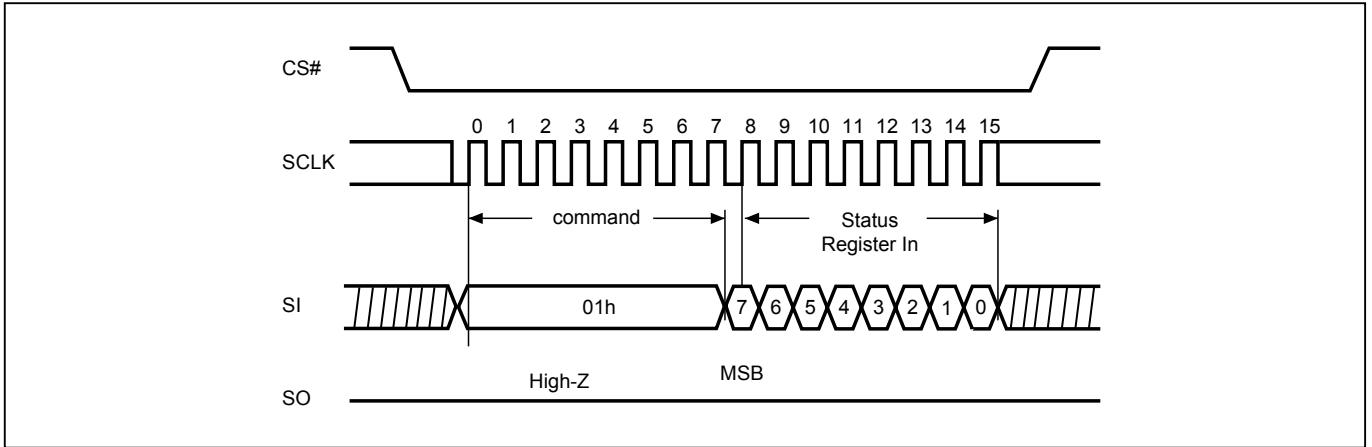 CS#
0 1 2 3 4 5 6 7 8 9 10 11 12 13 14 15
SCLK
command
Status
Register In
SI
01h
7 6 5 4 3 2 1 0
High-Z
MSB
SO